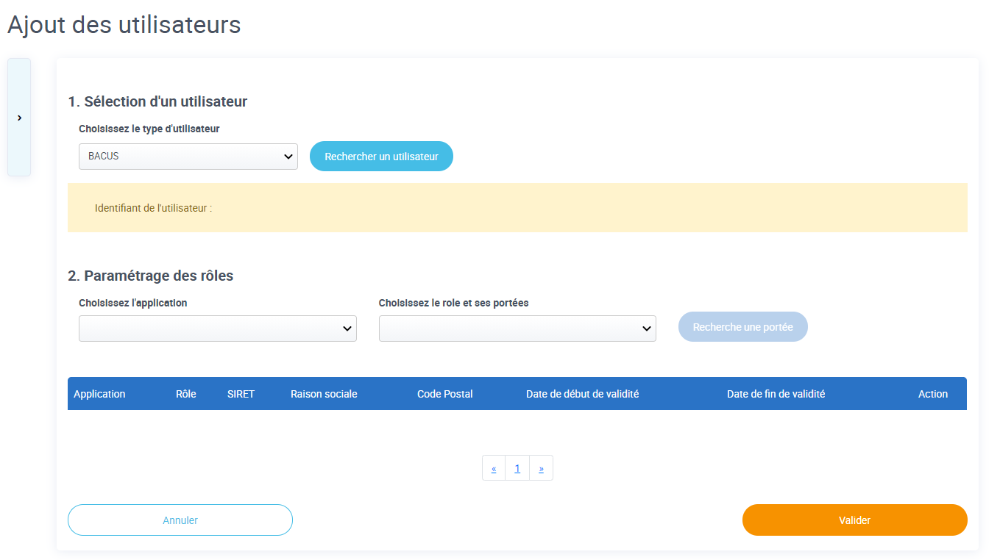 Ajout des utilisateurs
1. Sélection d'un utilisateur
Choisissez le type d'utilisateur
BACUS
Rechercher un utilisateur
Identifiant de l'utilisateur :
2. Paramétrage des rôles
Choisissez l'application
Choisissez le role et ses portées
Recherche une portée
Application Rôle SIRET Raison sociale Code Postal Date de début de validité Date de fin de validité Action
« 1 »
Annuler
Valider